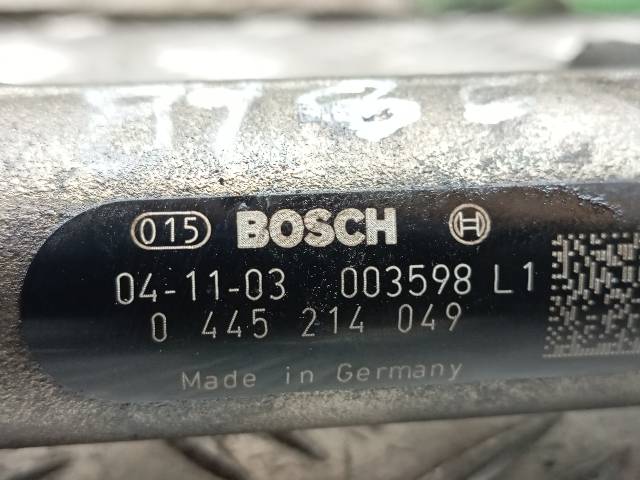 015 BOSCH
04-11-03 003598 L1
0 445 214 049
Made in Germany